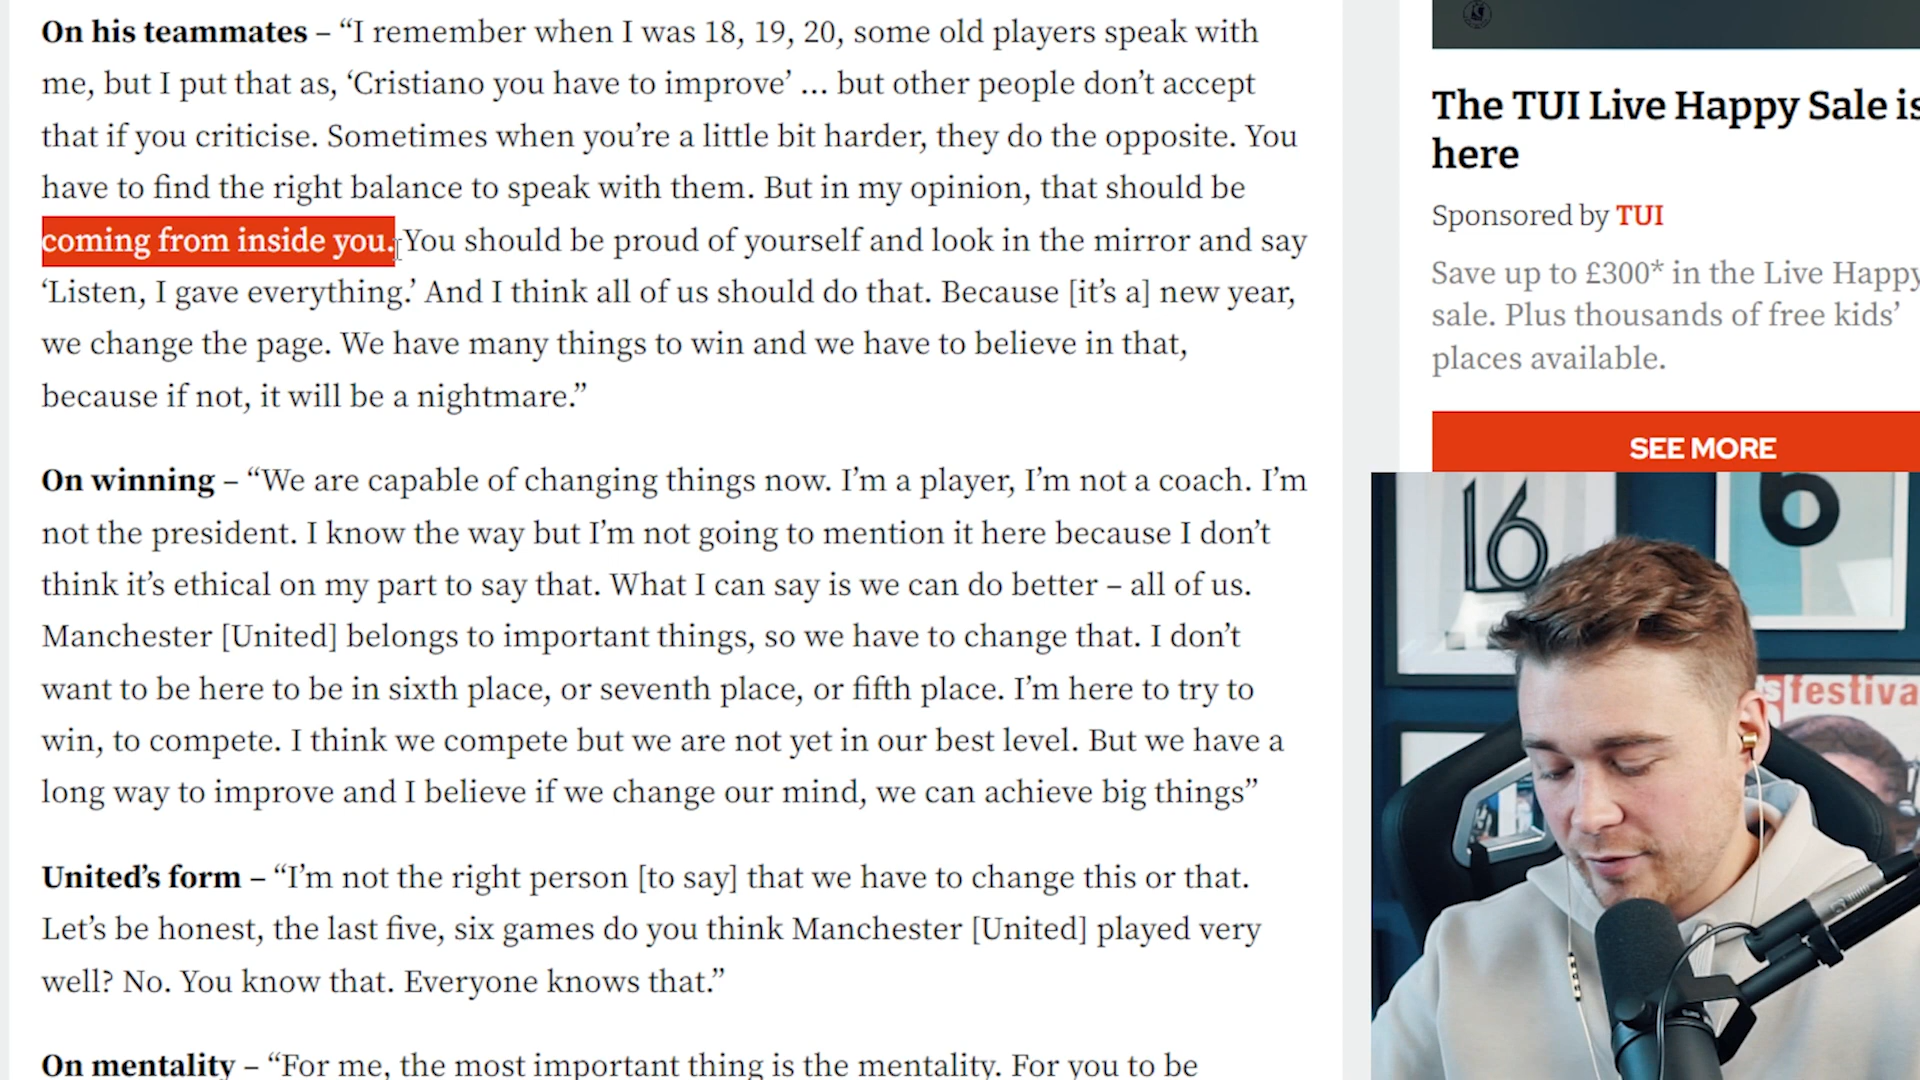 On his teammates – “I remember when I was 18, 19, 20, some old players speak with
me, but I put that as, ‘Cristiano you have to improve’ … but other people don’t accept
that if you criticise. Sometimes when you’re a little bit harder, they do the opposite. You
have to find the right balance to speak with them. But in my opinion, that should be
coming from inside you. You should be proud of yourself and look in the mirror and say
‘Listen, I gave everything.’ And I think all of us should do that. Because [it’s a] new year,
we change the page. We have many things to win and we have to believe in that,
because if not, it will be a nightmare.”
On winning – “We are capable of changing things now. I’m a player, I’m not a coach. I’m
not the president. I know the way but I’m not going to mention it here because I don’t
think it’s ethical on my part to say that. What I can say is we can do better – all of us.
Manchester [United] belongs to important things, so we have to change that. I don’t
want to be here to be in sixth place, or seventh place, or fifth place. I’m here to try to
win, to compete. I think we compete but we are not yet in our best level. But we have a
long way to improve and I believe if we change our mind, we can achieve big things”
United’s form – “I’m not the right person [to say] that we have to change this or that.
Let’s be honest, the last five, six games do you think Manchester [United] played very
well? No. You know that. Everyone knows that.”
On mentality – “For me, the most important thing is the mentality. For you to be
The TUI Live Happy Sale is
here
Sponsored by TUI
Save up to £300* in the Live Happy
sale. Plus thousands of free kids’
places available.
SEE MORE
16
6
s festiva